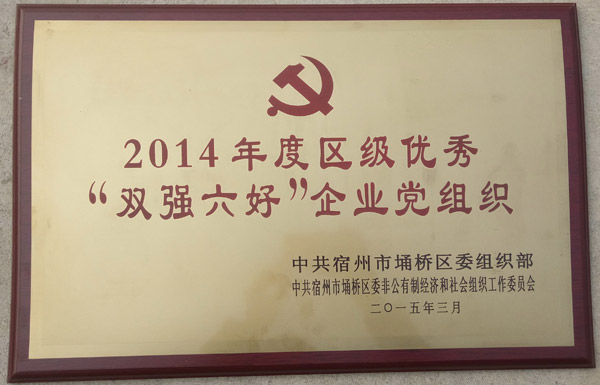 2014年度区级优秀
“双强六好”企业党组织
中共宿州市埇桥区委组织部
中共宿州市埇桥区委非公有制经济和社会组织工作委员会
二〇一五年三月